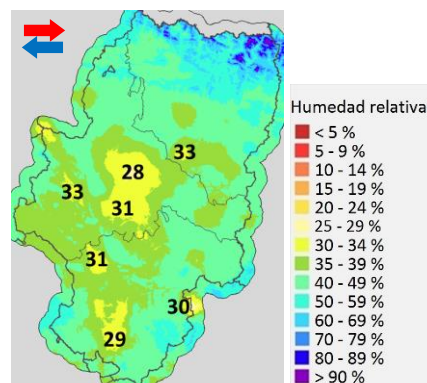 33
28
33
31
31
30
29
Humedad relativa
< 5 %
5 - 9 %
10 - 14 %
15 - 19 %
20 - 24 %
25 - 29 %
30 - 34 %
35 - 39 %
40 - 49 %
50 - 59 %
60 - 69 %
70 - 79 %
80 - 89 %
> 90 %